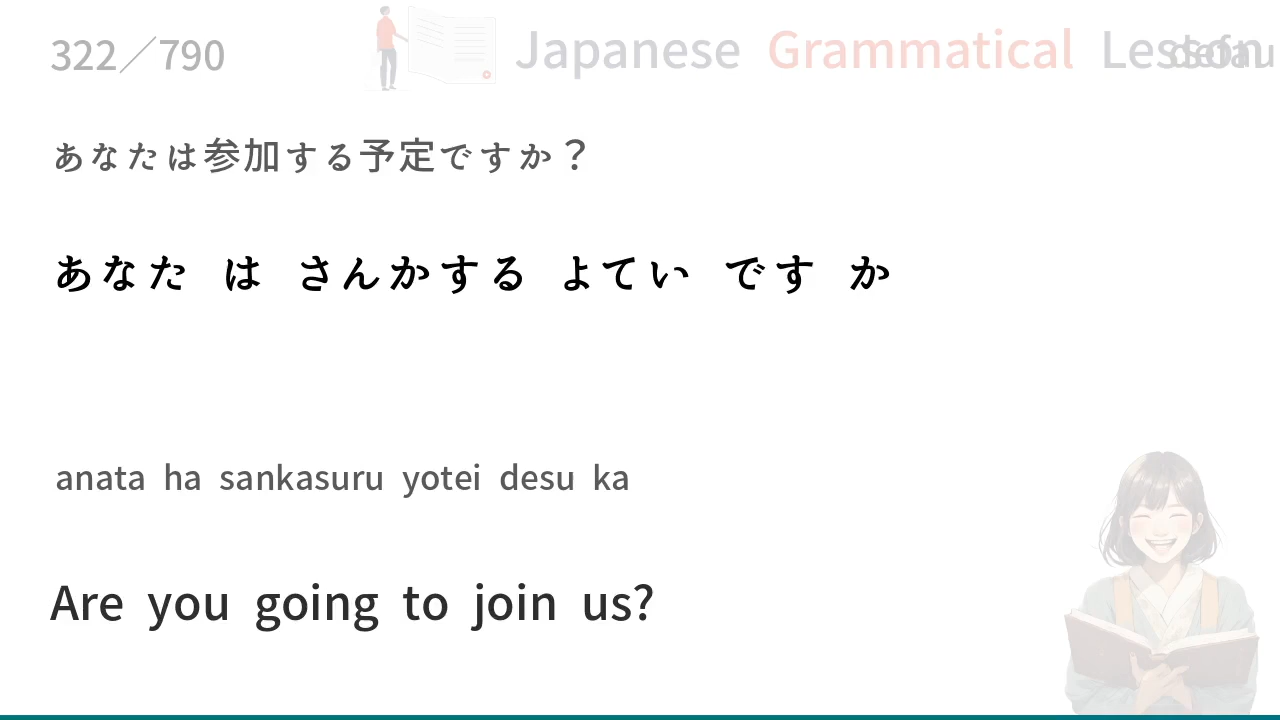 322／790
Japanese Grammatical Lesson
あなたは参加する予定ですか？
あなた は さんかする よてい です か
anata ha sankasuru yotei desu ka
Are you going to join us?